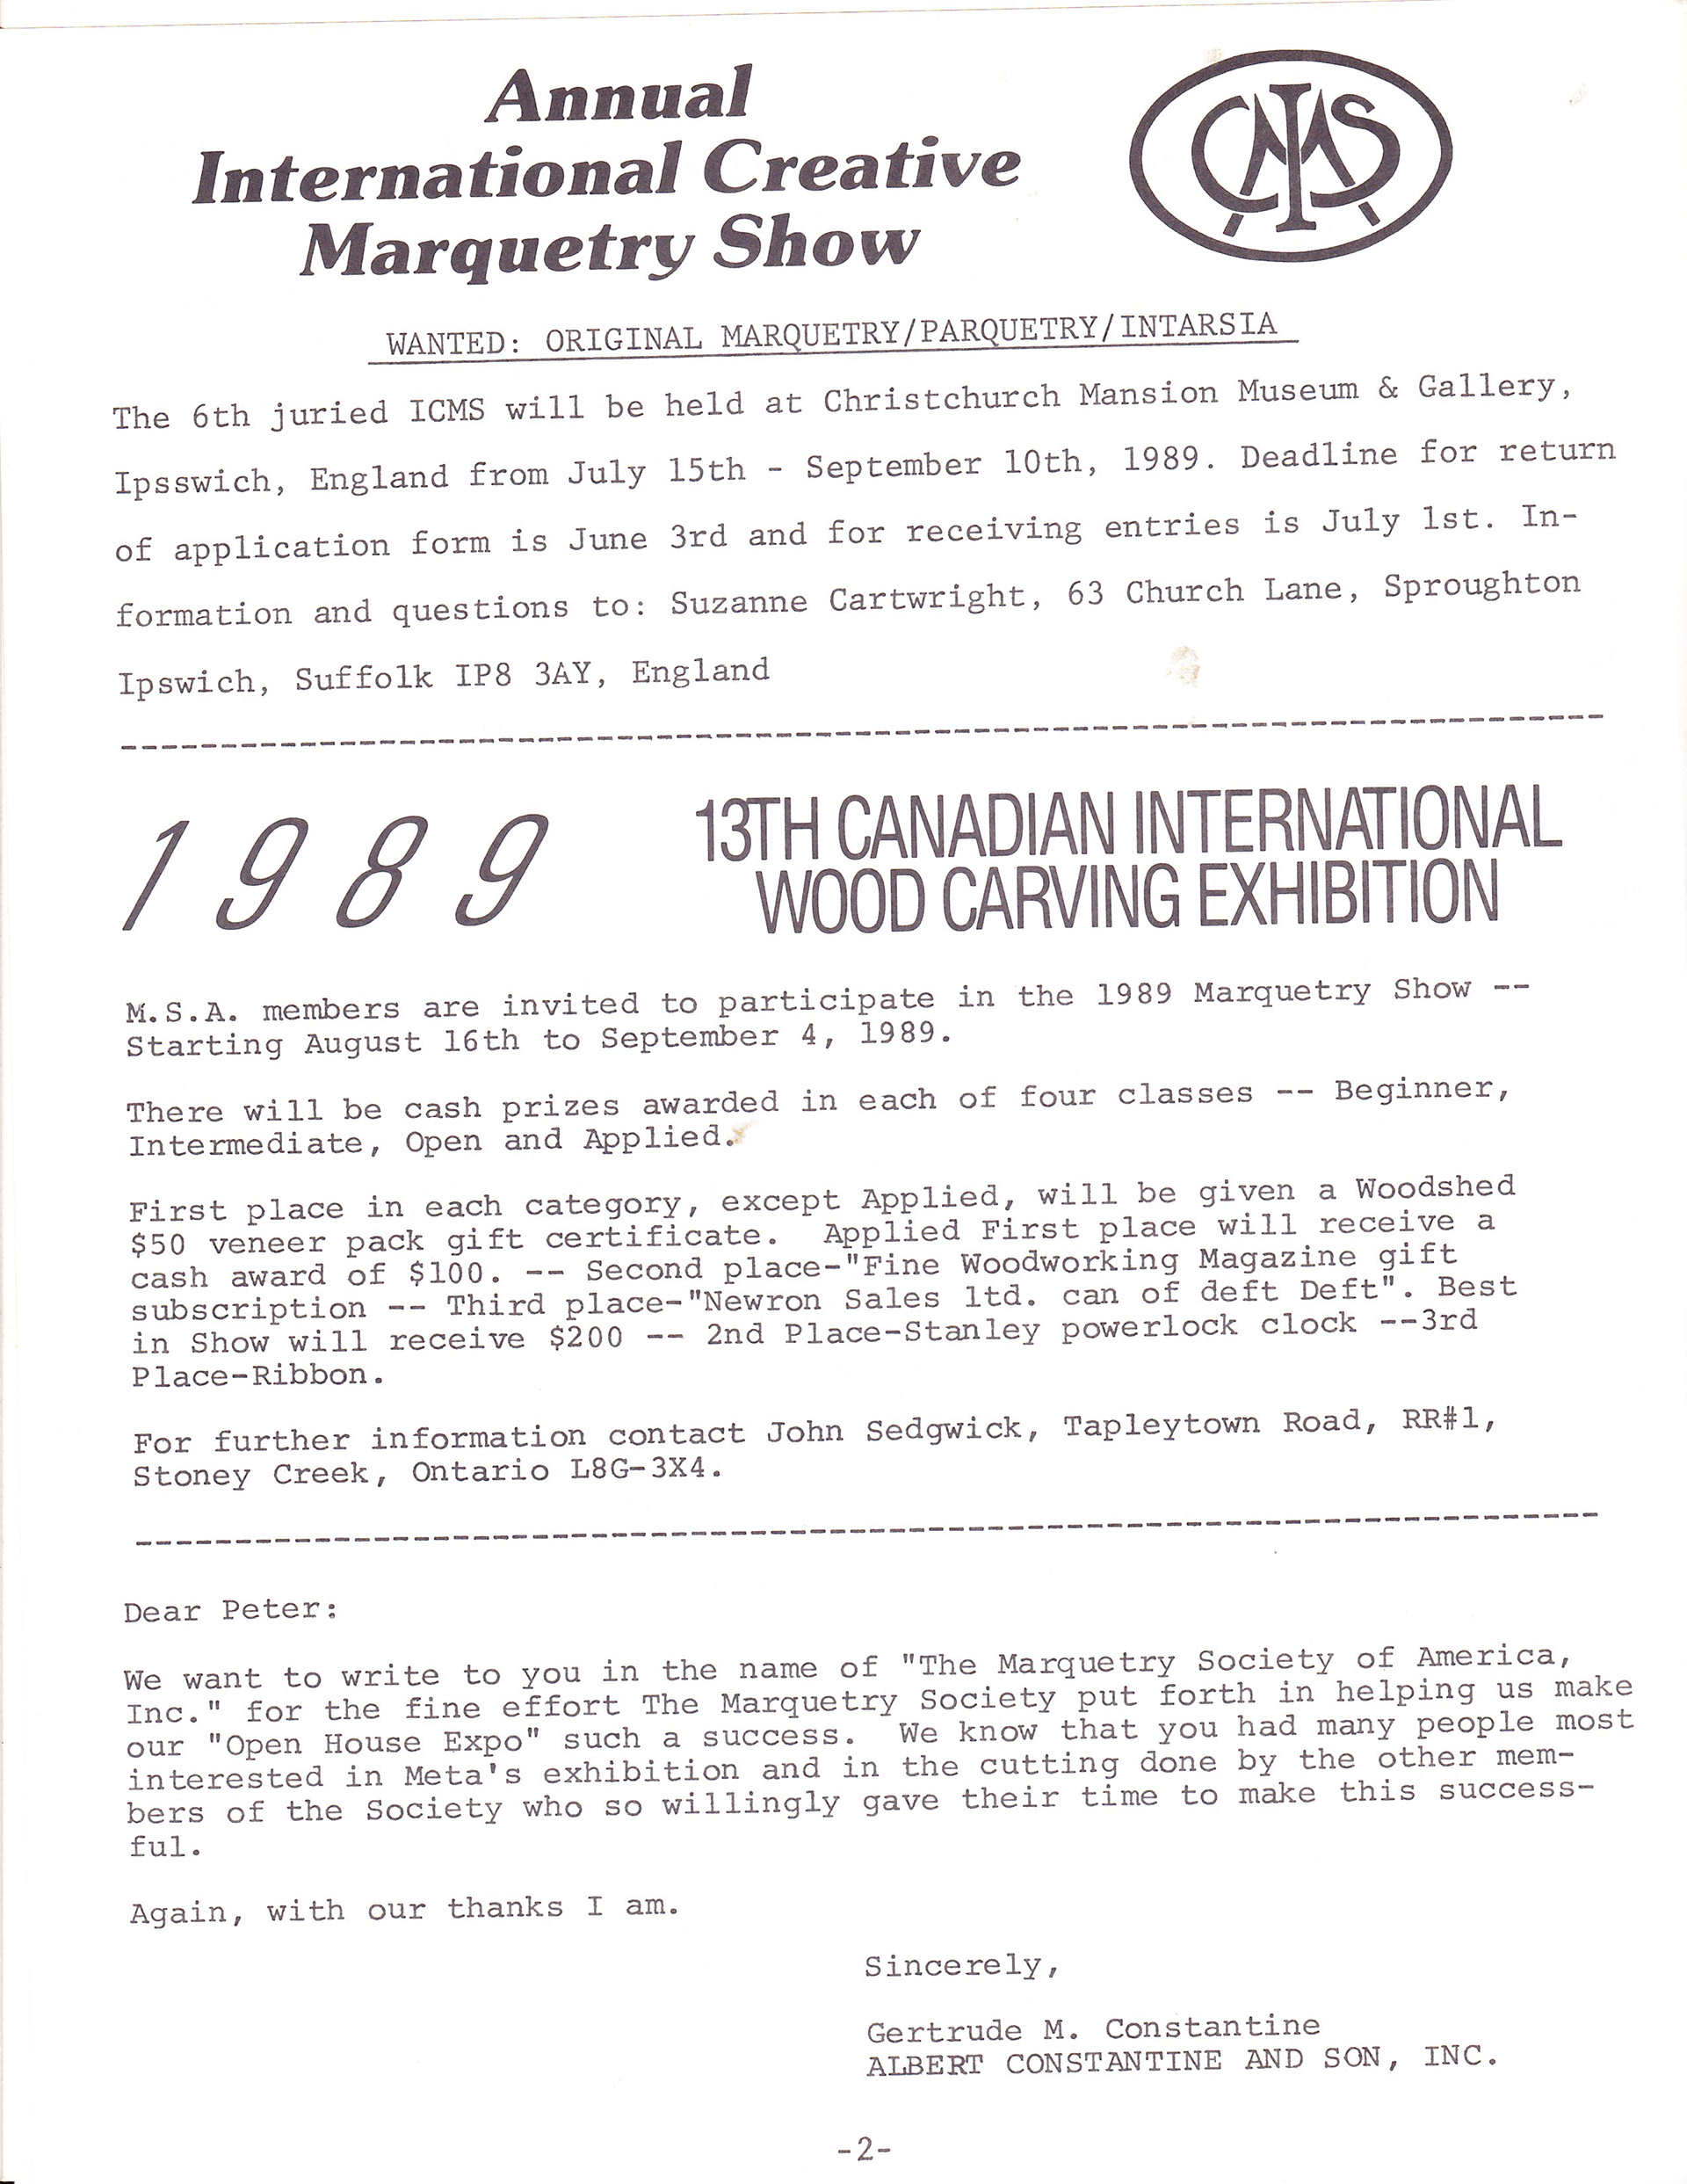 Annual
International Creative
Marquetry Show
ICMS
WANTED: ORIGINAL MARQUETRY/PARQUETRY/INTARSIA
The 6th juried ICMS will be held at Christchurch Mansion Museum & Gallery,
Ipsswich, England from July 15th - September 10th, 1989. Deadline for return
of application form is June 3rd and for receiving entries is July 1st. In-
formation and questions to: Suzanne Cartwright, 63 Church Lane, Sproughton
Ipswich, Suffolk IP8 3AY, England
1989
13TH CANADIAN INTERNATIONAL
WOOD CARVING EXHIBITION
M.S.A. members are invited to participate in the 1989 Marquetry Show --
Starting August 16th to September 4, 1989.
There will be cash prizes awarded in each of four classes -- Beginner,
Intermediate, Open and Applied.
First place in each category, except Applied, will be given a Woodshed
$50 veneer pack gift certificate.  Applied First place will receive a
cash award of $100. -- Second place-"Fine Woodworking Magazine gift
subscription -- Third place-"Newron Sales ltd. can of deft Deft". Best
in Show will receive $200 -- 2nd Place-Stanley powerlock clock --3rd
Place-Ribbon.
For further information contact John Sedgwick, Tapleytown Road, RR#1,
Stoney Creek, Ontario L8G-3X4.
Dear Peter:
We want to write to you in the name of "The Marquetry Society of America,
Inc." for the fine effort The Marquetry Society put forth in helping us make
our "Open House Expo" such a success.  We know that you had many people most
interested in Meta's exhibition and in the cutting done by the other mem-
bers of the Society who so willingly gave their time to make this success-
ful.
Again, with our thanks I am.
Sincerely,
Gertrude M. Constantine
ALBERT CONSTANTINE AND SON, INC.
-2-